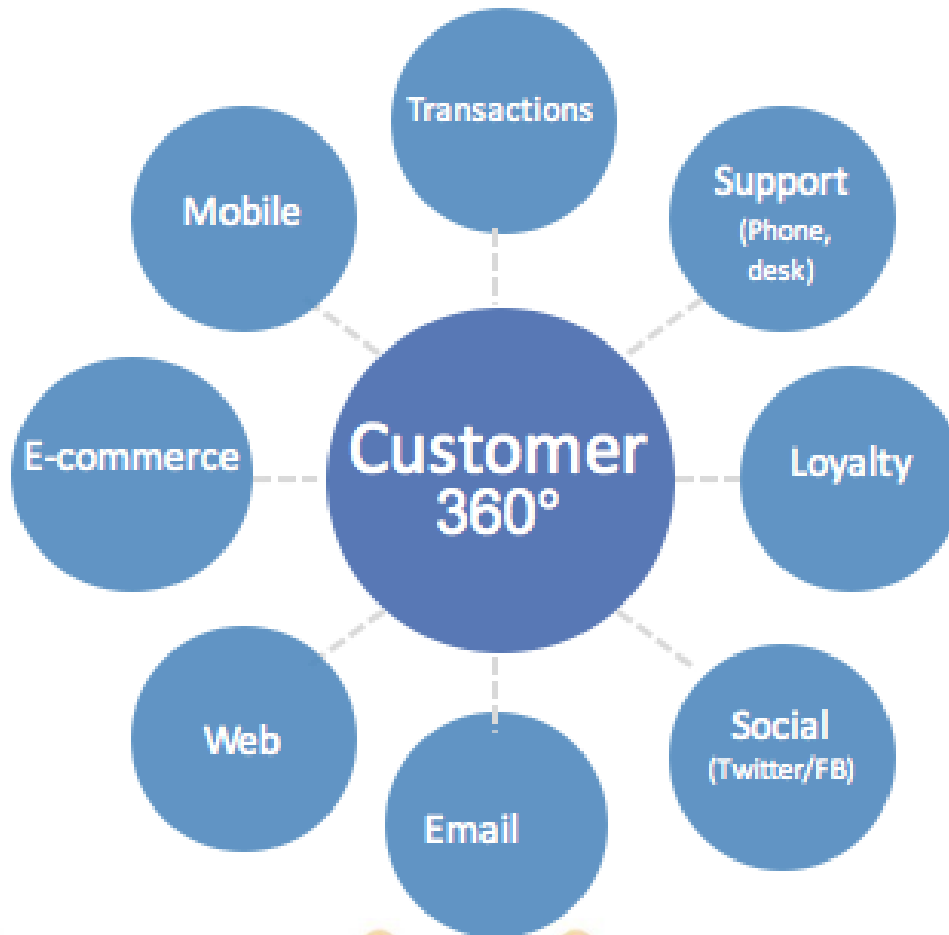 Transactions
Support
(Phone,
desk)
Mobile
Customer
360°
E-commerce
Loyalty
Web
Social
(Twitter/FB)
Email